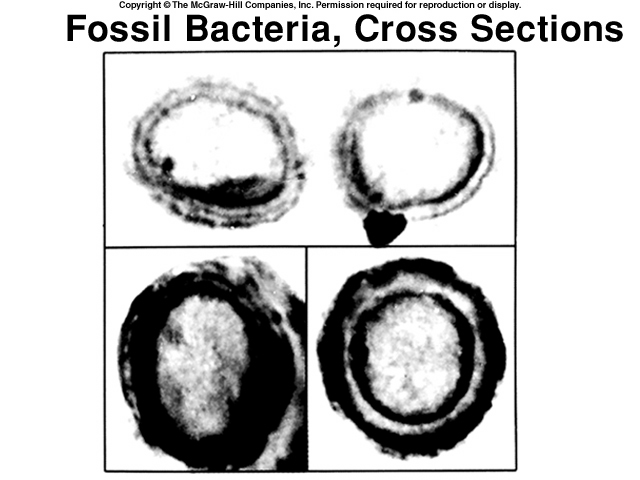 Copyright © The McGraw-Hill Companies, Inc. Permission required for reproduction or display.
Fossil Bacteria, Cross Sections